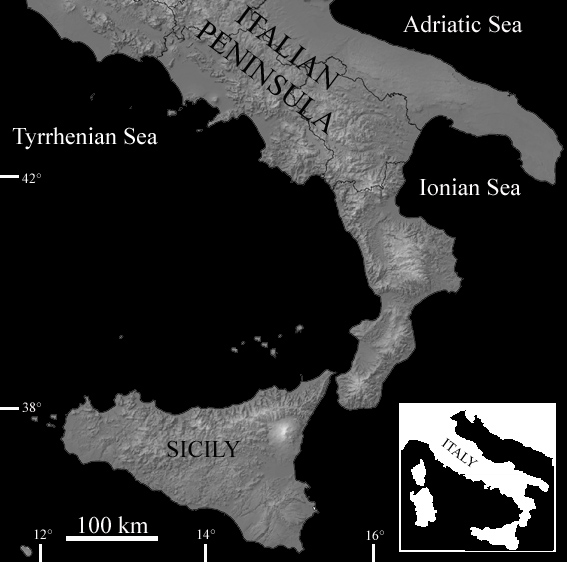 Adriatic Sea
ITALIAN
PENINSULA
Tyrrhenian Sea
42°
Ionian Sea
38°
SICILY
ITALY
12°
100 km
14°
16°